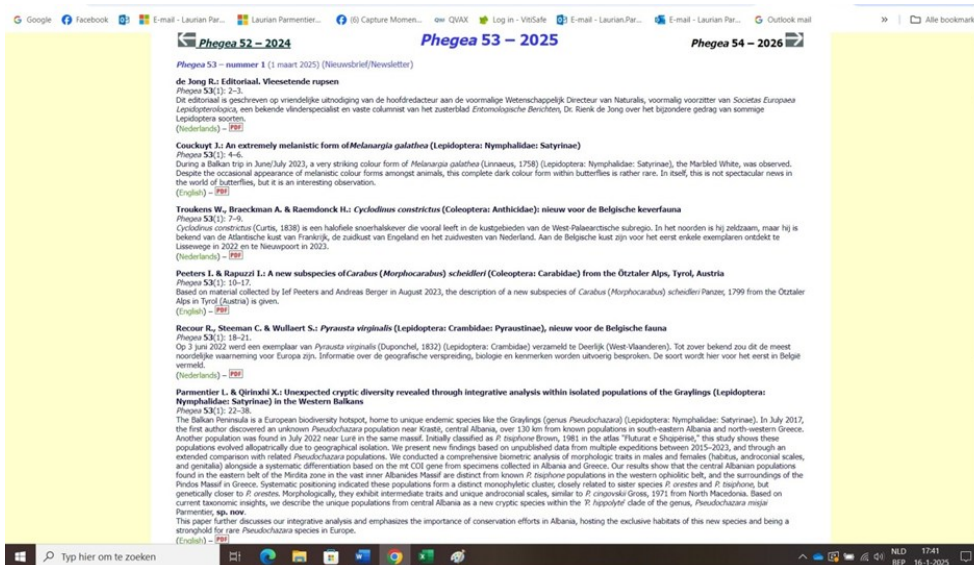 Google Facebook E-mail - Laurian Par... Laurian Parmentier... (6) Capture Momen... QVAX Log in - VitiSafe E-mail - Laurian.Par... E-mail - Laurian Par... Outlook mail » Alle bookmark
Phegea 52 – 2024 Phegea 53 – 2025 Phegea 54 – 2026
Phegea 53 – nummer 1 (1 maart 2025) (Nieuwsbrief/Newsletter)
de Jong R.: Editoriaal. Vleesetende rupsen
Phegea 53(1): 2–3.
Dit editoriaal is geschreven op vriendelijke uitnodiging van de hoofdredacteur aan de voormalige Wetenschappelijk Directeur van Naturalis, voormalig voorzitter van Societas Europaea
Lepidopterologica, een bekende vlinderspecialist en vaste columnist van het zusterblad Entomologische Berichten, Dr. Rienk de Jong over het bijzondere gedrag van sommige
Lepidoptera soorten.
(Nederlands) – PDF
Couckuyt J.: An extremely melanistic form of Melanargia galathea (Lepidoptera: Nymphalidae: Satyrinae)
Phegea 53(1): 4–6.
During a Balkan trip in June/July 2023, a very striking colour form of Melanargia galathea (Linnaeus, 1758) (Lepidoptera: Nymphalidae: Satyrinae), the Marbled White, was observed.
Despite the occasional appearance of melanistic colour forms amongst animals, this complete dark colour form within butterflies is rather rare. In itself, this is not spectacular news in
the world of butterflies, but it is an interesting observation.
(English) – PDF
Troukens W., Braeckman A. & Raemdonck H.: Cyclodinus constrictus (Coleoptera: Anthicidae): nieuw voor de Belgische keverfauna
Phegea 53(1): 7–9.
Cyclodinus constrictus (Curtis, 1838) is een halofiele snoerhalskever die vooral leeft in de kustgebieden van de West-Palaearctische subregio. In het noorden is hij zeldzaam, maar hij is
bekend van de Atlantische kust van Frankrijk, de zuidkust van Engeland en het zuidwesten van Nederland. Aan de Belgische kust zijn voor het eerst enkele exemplaren ontdekt te
Lissewege in 2022 en te Nieuwpoort in 2023.
(Nederlands) – PDF
Peeters I. & Rapuzzi I.: A new subspecies of Carabus (Morphocarabus) scheidleri (Coleoptera: Carabidae) from the Ötztaler Alps, Tyrol, Austria
Phegea 53(1): 10–17.
Based on material collected by Ief Peeters and Andreas Berger in August 2023, the description of a new subspecies of Carabus (Morphocarabus) scheidleri Panzer, 1799 from the Ötztaler
Alps in Tyrol (Austria) is given.
(English) – PDF
Recour R., Steeman C. & Wullaert S.: Pyrausta virginalis (Lepidoptera: Crambidae: Pyraustinae), nieuw voor de Belgische fauna
Phegea 53(1): 18–21.
Op 3 juni 2022 werd een exemplaar van Pyrausta virginalis (Duponchel, 1832) (Lepidoptera: Crambidae) verzameld te Deerlijk (West-Vlaanderen). Tot zover bekend zou dit de meest
noordelijke waarneming voor Europa zijn. Informatie over de geografische verspreiding, biologie en kenmerken worden uitvoerig besproken. De soort wordt hier voor het eerst in België
vermeld.
(Nederlands) – PDF
Parmentier L. & Qirinxhi X.: Unexpected cryptic diversity revealed through integrative analysis within isolated populations of the Graylings (Lepidoptera:
Nymphalidae: Satyrinae) in the Western Balkans
Phegea 53(1): 22–38.
The Balkan Peninsula is a European biodiversity hotspot, home to unique endemic species like the Graylings (genus Pseudochazara) (Lepidoptera: Nymphalidae: Satyrinae). In July 2017,
the first author discovered an unknown Pseudochazara population near Krastë, central Albania, over 130 km from known populations in south-eastern Albania and north-western Greece.
Another population was found in July 2022 near Lurë in the same massif. Initially classified as P. tisiphone Brown, 1981 in the atlas "Fluturat e Shqipërisë," this study shows these
populations evolved allopatrically due to geographical isolation. We present new findings based on unpublished data from multiple expeditions between 2015–2023, and through an
extended comparison with related Pseudochazara populations. We conducted a comprehensive biometric analysis of morphologic traits in males and females (habitus, androconial scales,
and genitalia) alongside a systematic differentiation based on the mt COI gene from specimens collected in Albania and Greece. Our results show that the central Albanian populations
found in the eastern belt of the Mirdita zone in the vast inner Albanides Massif are distinct from known P. tisiphone populations in the western ophiolitic belt, and the surroundings of the
Pindos Massif in Greece. Systematic positioning indicated these populations form a distinct monophyletic cluster, closely related to sister species P. orestes and P. tisiphone, but
genetically closer to P. orestes. Morphologically, they exhibit intermediate traits and unique androconial scales, similar to P. cingovskii Gross, 1971 from North Macedonia. Based on
current taxonomic insights, we describe the unique populations from central Albania as a new cryptic species within the 'P. hippolyte' clade of the genus, Pseudochazara misjai
Parmentier, sp. nov.
This paper further discusses our integrative analysis and emphasizes the importance of conservation efforts in Albania, hosting the exclusive habitats of this new species and being a
stronghold for rare Pseudochazara species in Europe.
(English) – PDF
Typ hier om te zoeken NLD 17:41
BEP 16-1-2025